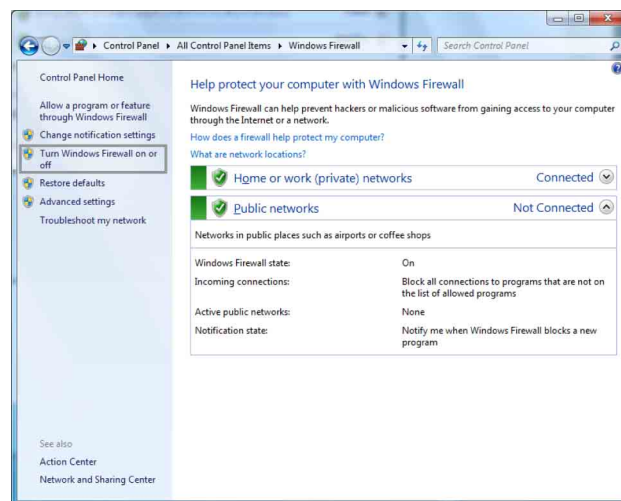 Control Panel ▸ All Control Panel Items ▸ Windows Firewall
Search Control Panel
Control Panel Home
Allow a program or feature
through Windows Firewall
Change notification settings
Turn Windows Firewall on or
off
Restore defaults
Advanced settings
Troubleshoot my network
See also
Action Center
Network and Sharing Center
Help protect your computer with Windows Firewall
Windows Firewall can help prevent hackers or malicious software from gaining access to your computer
through the Internet or a network.
How does a firewall help protect my computer?
What are network locations?
Home or work (private) networks Connected
Public networks Not Connected
Networks in public places such as airports or coffee shops
Windows Firewall state: On
Incoming connections: Block all connections to programs that are not on
the list of allowed programs
Active public networks: None
Notification state: Notify me when Windows Firewall blocks a new
program